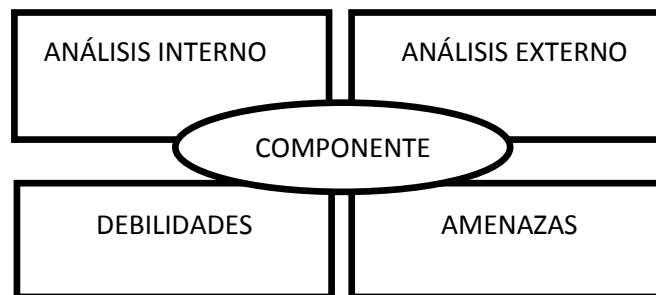 ANÁLISIS INTERNO
ANÁLISIS EXTERNO
COMPONENTE
DEBILIDADES
AMENAZAS